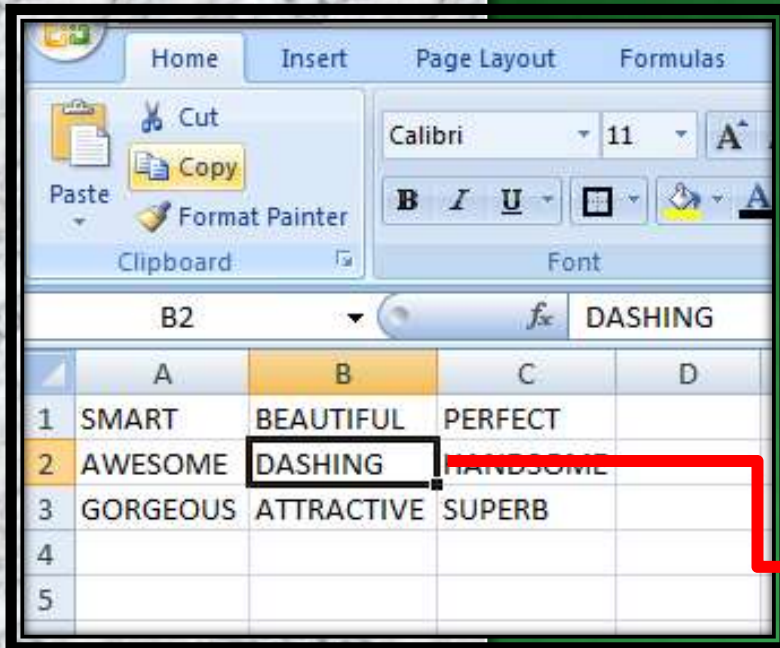 Home Insert Page Layout Formulas
Cut
Copy
Paste
Format Painter
Clipboard
Calibri 11 A
B I U A
Font
B2 fx DASHING
A B C D
1 SMART BEAUTIFUL PERFECT
2 AWESOME DASHING HANDSOME
3 GORGEOUS ATTRACTIVE SUPERB
4
5